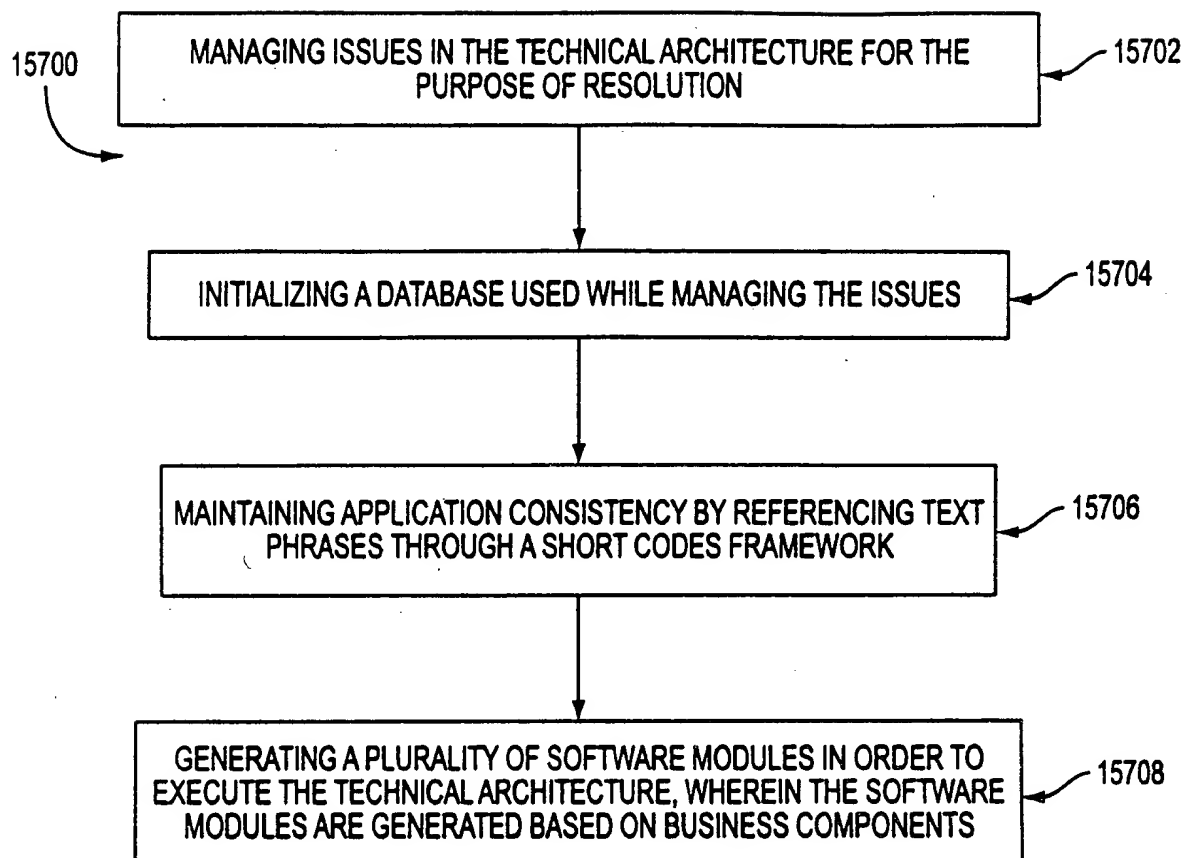 15700
MANAGING ISSUES IN THE TECHNICAL ARCHITECTURE FOR THE
PURPOSE OF RESOLUTION
15702
INITIALIZING A DATABASE USED WHILE MANAGING THE ISSUES
15704
MAINTAINING APPLICATION CONSISTENCY BY REFERENCING TEXT
PHRASES THROUGH A SHORT CODES FRAMEWORK
15706
GENERATING A PLURALITY OF SOFTWARE MODULES IN ORDER TO
EXECUTE THE TECHNICAL ARCHITECTURE, WHEREIN THE SOFTWARE
MODULES ARE GENERATED BASED ON BUSINESS COMPONENTS
15708